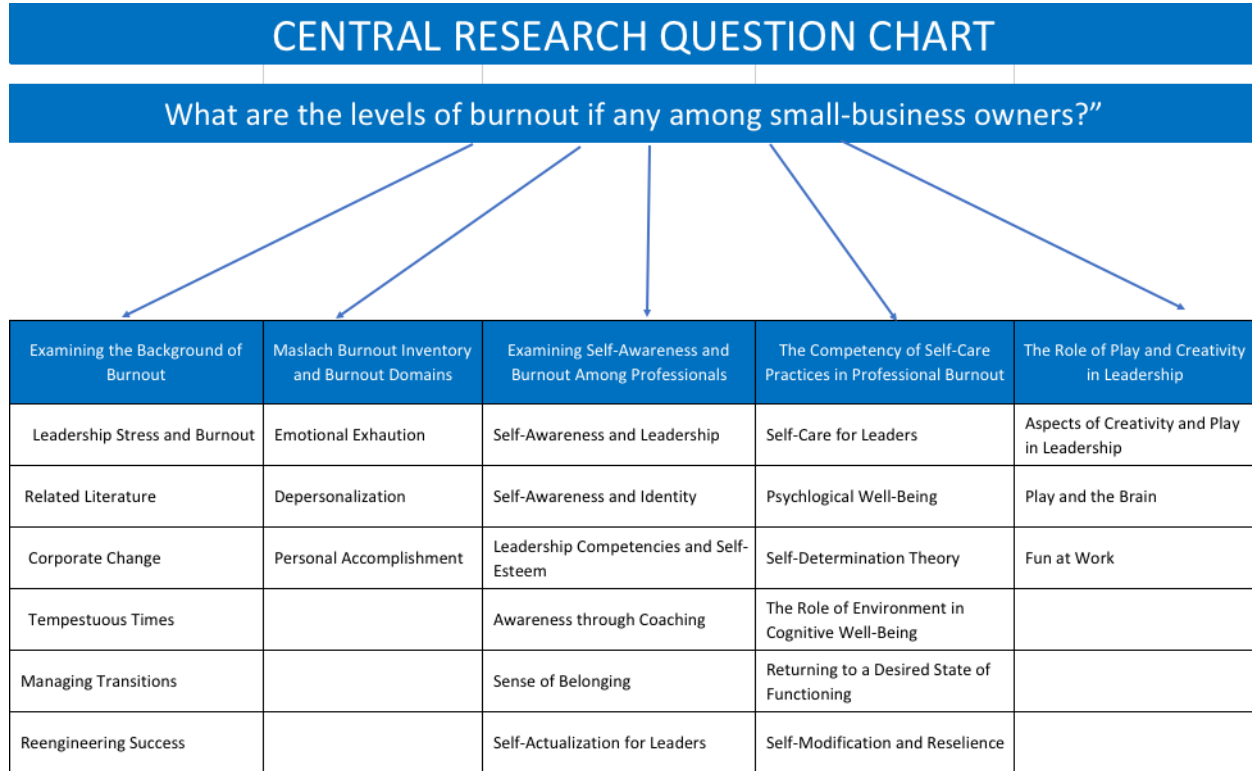 CENTRAL RESEARCH QUESTION CHART
What are the levels of burnout if any among small-business owners?”
Examining the Background of
Burnout
Maslach Burnout Inventory
and Burnout Domains
Examining Self-Awareness and
Burnout Among Professionals
The Competency of Self-Care
Practices in Professional Burnout
The Role of Play and Creativity
in Leadership
Leadership Stress and Burnout
Emotional Exhaution
Self-Awareness and Leadership
Self-Care for Leaders
Aspects of Creativity and Play
in Leadership
Related Literature
Depersonalization
Self-Awareness and Identity
Psychlogical Well-Being
Play and the Brain
Corporate Change
Personal Accomplishment
Leadership Competencies and Self-
Esteem
Self-Determination Theory
Fun at Work
Tempestuous Times
Awareness through Coaching
The Role of Environment in
Cognitive Well-Being
Managing Transitions
Sense of Belonging
Returning to a Desired State of
Functioning
Reengineering Success
Self-Actualization for Leaders
Self-Modification and Reselience